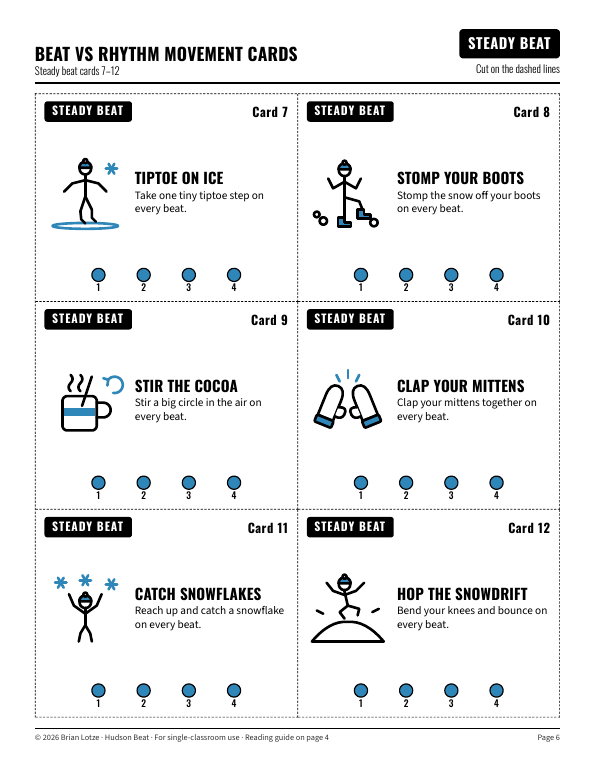 STEADY BEAT
BEAT VS RHYTHM MOVEMENT CARDS
Steady beat cards 7–12
Cut on the dashed lines
STEADY BEAT
Card 7
TIPTOE ON ICE
Take one tiny tiptoe step on
every beat.
1 2 3 4
STEADY BEAT
Card 8
STOMP YOUR BOOTS
Stomp the snow off your boots
on every beat.
1 2 3 4
STEADY BEAT
Card 9
STIR THE COCOA
Stir a big circle in the air on
every beat.
1 2 3 4
STEADY BEAT
Card 10
CLAP YOUR MITTENS
Clap your mittens together on
every beat.
1 2 3 4
STEADY BEAT
Card 11
CATCH SNOWFLAKES
Reach up and catch a snowflake
on every beat.
1 2 3 4
STEADY BEAT
Card 12
HOP THE SNOWDRIFT
Bend your knees and bounce on
every beat.
1 2 3 4
© 2026 Brian Lotze · Hudson Beat · For single-classroom use · Reading guide on page 4
Page 6